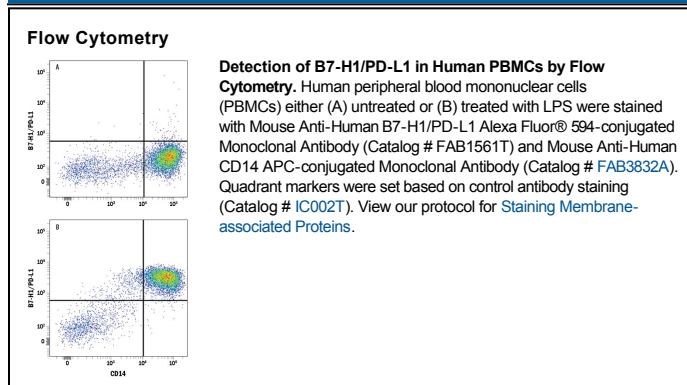 Flow Cytometry
Detection of B7-H1/PD-L1 in Human PBMCs by Flow
Cytometry. Human peripheral blood mononuclear cells
(PBMCs) either (A) untreated or (B) treated with LPS were stained
with Mouse Anti-Human B7-H1/PD-L1 Alexa Fluor® 594-conjugated
Monoclonal Antibody (Catalog # FAB1561T) and Mouse Anti-Human
CD14 APC-conjugated Monoclonal Antibody (Catalog # FAB3832A).
Quadrant markers were set based on control antibody staining
(Catalog # IC002T). View our protocol for Staining Membrane-
associated Proteins.
A
B7-H1/PD-L1
0
B
B7-H1/PD-L1
0
CD14